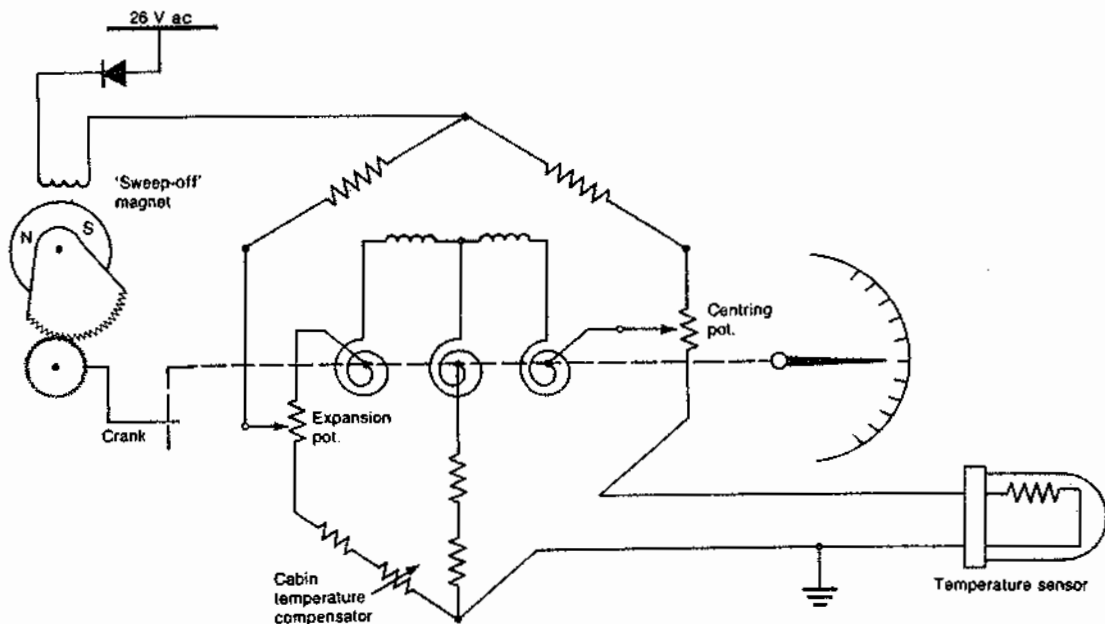 26 V ac
'Sweep-off'
magnet
N S
Centring
pot.
Expansion
pot.
Crank
Cabin
temperature
compensator
Temperature sensor